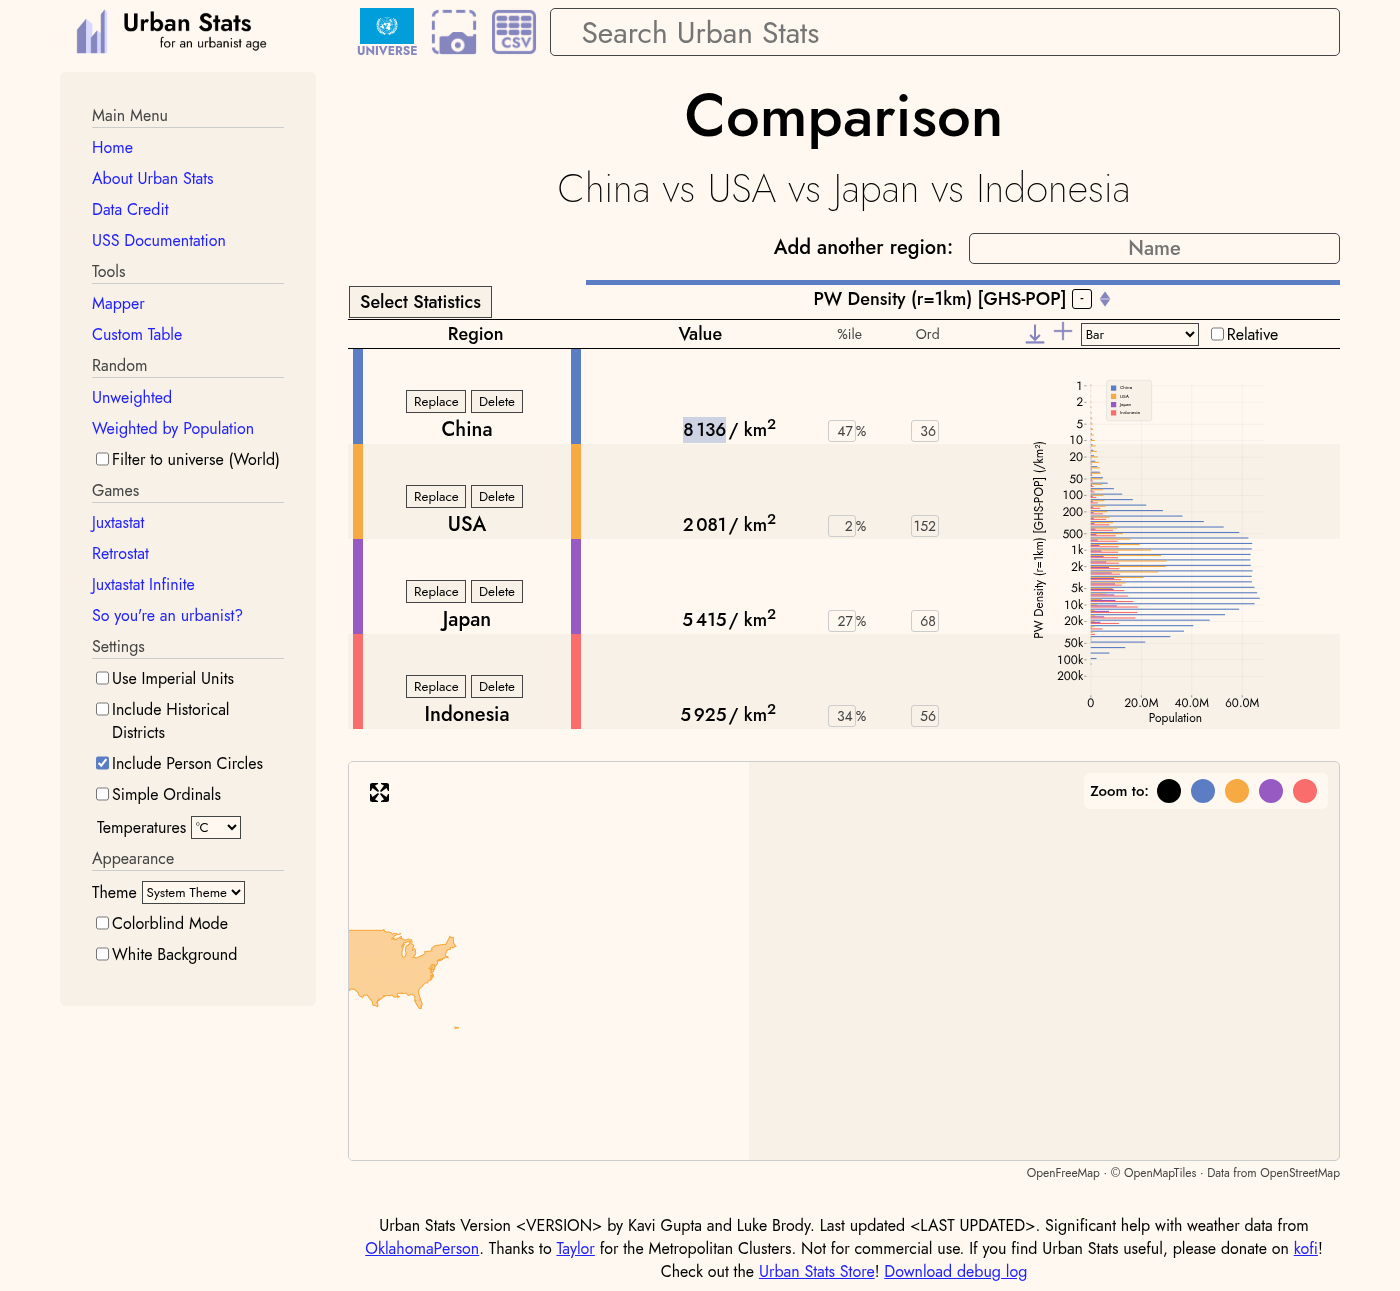 Urban Stats
for an urbanist age
UNIVERSE
CSV
Search Urban Stats
Main Menu
Home
About Urban Stats
Data Credit
USS Documentation
Tools
Mapper
Custom Table
Random
Unweighted
Weighted by Population
Filter to universe (World)
Games
Juxtastat
Retrostat
Juxtastat Infinite
So you're an urbanist?
Settings
Use Imperial Units
Include Historical
Districts
Include Person Circles
Simple Ordinals
Temperatures °C
Appearance
Theme System Theme
Colorblind Mode
White Background
Comparison
China vs USA vs Japan vs Indonesia
Add another region: Name
Select Statistics
PW Density (r=1km) [GHS-POP] -
Region Value %ile Ord Bar Relative
Replace Delete
China 8 136 / km² 47 % 36
Replace Delete
USA 2 081 / km² 2 % 152
Replace Delete
Japan 5 415 / km² 27 % 68
Replace Delete
Indonesia 5 925 / km² 34 % 56
China
USA
Japan
Indonesia
PW Density (r=1km) [GHS-POP] (/km²)
1
2
5
10
20
50
100
200
500
1k
2k
5k
10k
20k
50k
100k
200k
0 20.0M 40.0M 60.0M
Population
Zoom to:
OpenFreeMap · © OpenMapTiles · Data from OpenStreetMap
Urban Stats Version <VERSION> by Kavi Gupta and Luke Brody. Last updated <LAST UPDATED>. Significant help with weather data from
OklahomaPerson. Thanks to Taylor for the Metropolitan Clusters. Not for commercial use. If you find Urban Stats useful, please donate on kofi!
Check out the Urban Stats Store! Download debug log